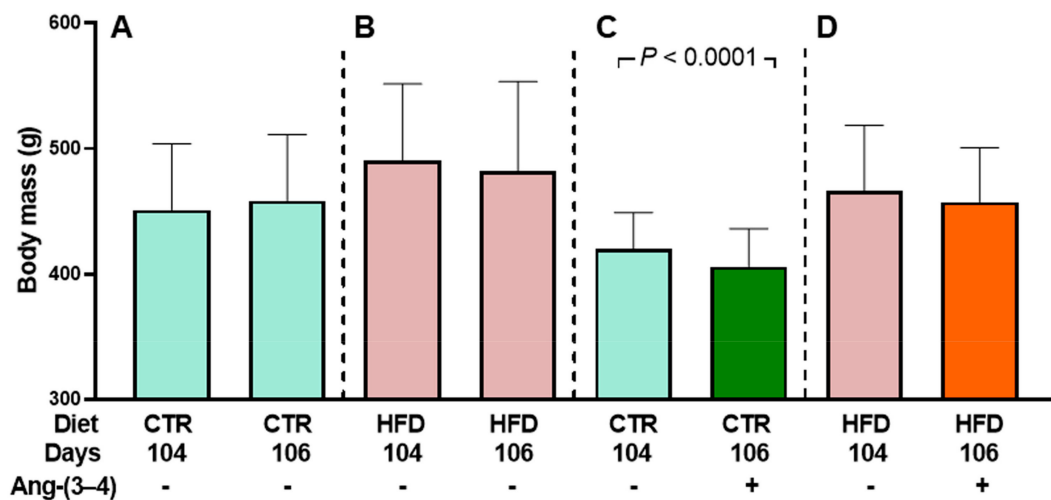 600
A B C D
P < 0.0001
500
Body mass (g)
400
300
Diet CTR CTR HFD HFD CTR CTR HFD HFD
Days 104 106 104 106 104 106 104 106
Ang-(3–4) - - - - - + - +